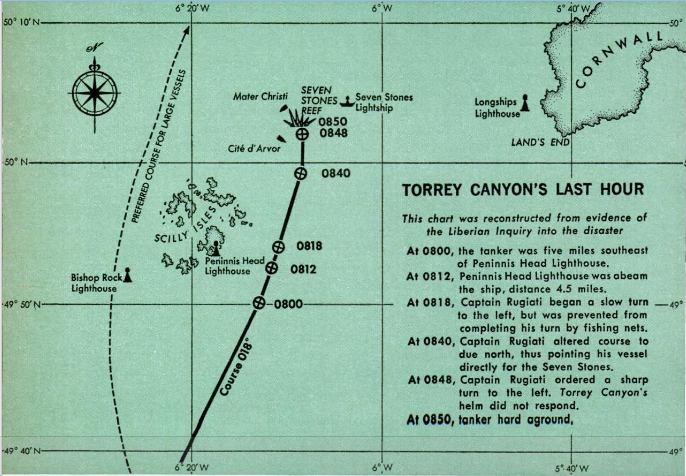 6° 20'W
6°W
5° 40'W
50° 10'N
N
CORNWALL
PREFERRED COURSE FOR LARGE VESSELS
Mater Christi
SEVEN
STONES
REEF
Seven Stones
Lightship
Longships
Lighthouse
0850
0848
Cité d'Arvor
LAND'S END
50° N
0840
SCILLY ISLES
0818
Peninnis Head
Lighthouse
0812
Bishop Rock
Lighthouse
49° 50'N
0800
49° 50'
Course 018°
TORREY CANYON'S LAST HOUR
This chart was reconstructed from evidence of
the Liberian Inquiry into the disaster
At 0800, the tanker was five miles southeast
of Peninnis Head Lighthouse.
At 0812, Peninnis Head Lighthouse was abeam
the ship, distance 4.5 miles.
At 0818, Captain Rugiati began a slow turn
to the left, but was prevented from
completing his turn by fishing nets.
At 0840, Captain Rugiati altered course to
due north, thus pointing his vessel
directly for the Seven Stones.
At 0848, Captain Rugiati ordered a sharp
turn to the left. Torrey Canyon's
helm did not respond.
At 0850, tanker hard aground,
49° 40'N
6° 20'W
6°W
5° 40'W